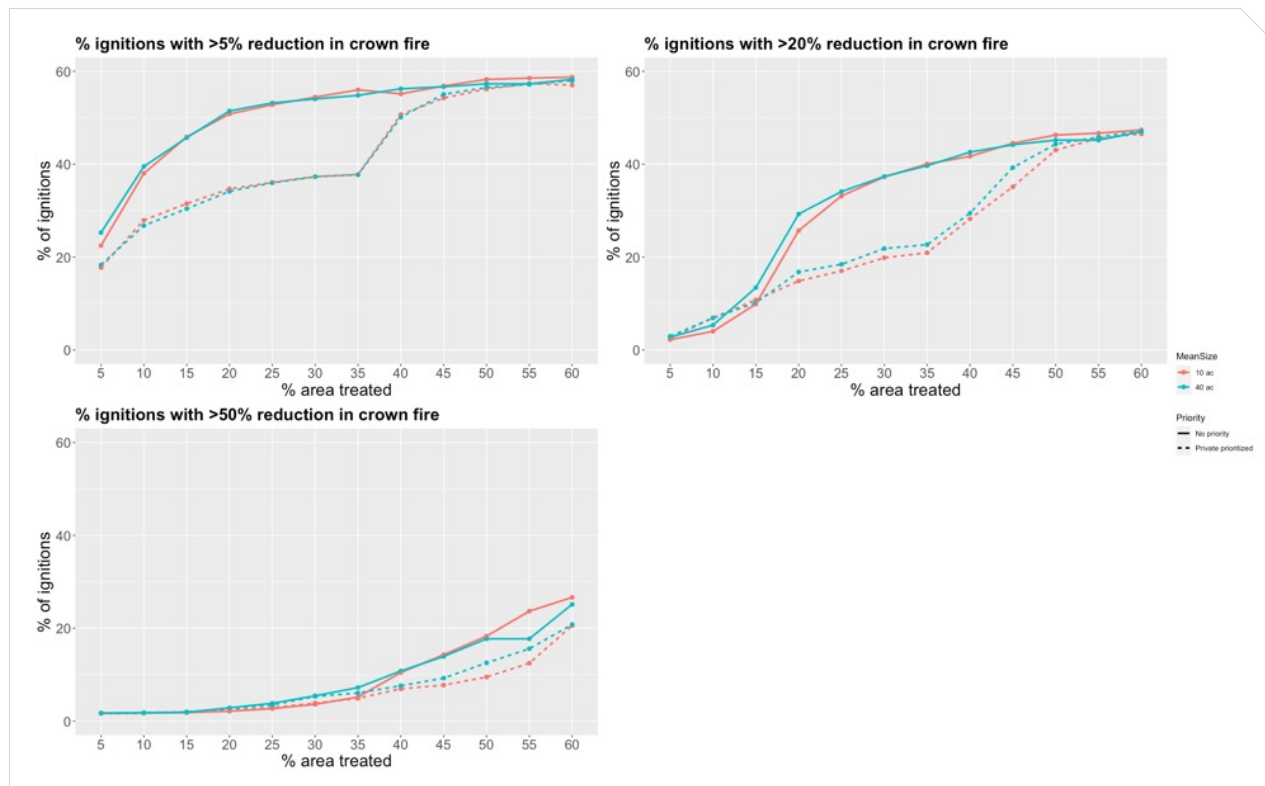 % ignitions with >5% reduction in crown fire
60
40
20
0
% of ignitions
5 10 15 20 25 30 35 40 45 50 55 60
% area treated
% ignitions with >20% reduction in crown fire
60
40
20
0
% of ignitions
5 10 15 20 25 30 35 40 45 50 55 60
% area treated
MeanSize
10 ac
40 ac
Priority
No priority
Private prioritized
% ignitions with >50% reduction in crown fire
60
40
20
0
% of ignitions
5 10 15 20 25 30 35 40 45 50 55 60
% area treated